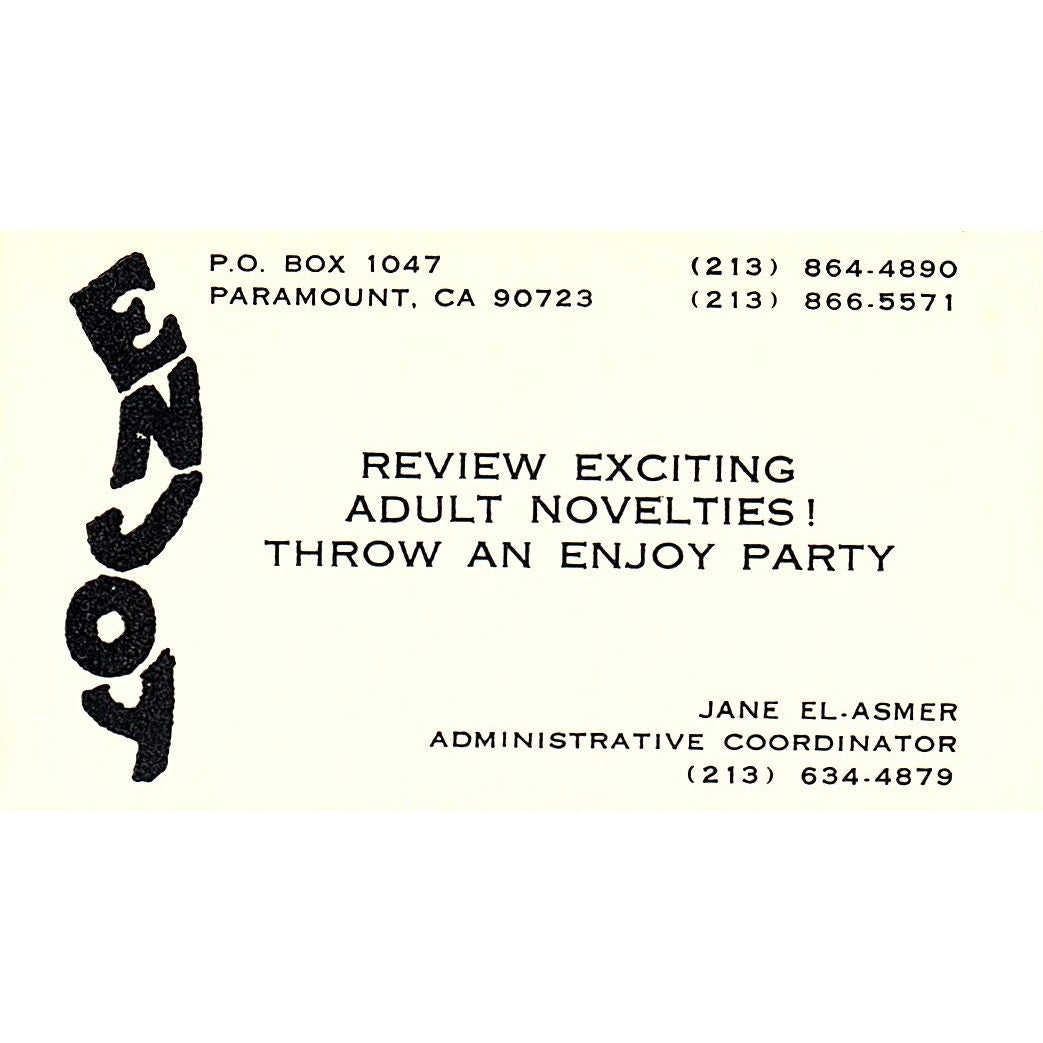 ENJOY
P.O. BOX 1047
PARAMOUNT, CA 90723
(213) 864-4890
(213) 866-5571
REVIEW EXCITING
ADULT NOVELTIES!
THROW AN ENJOY PARTY
JANE EL-ASMER
ADMINISTRATIVE COORDINATOR
(213) 634-4879